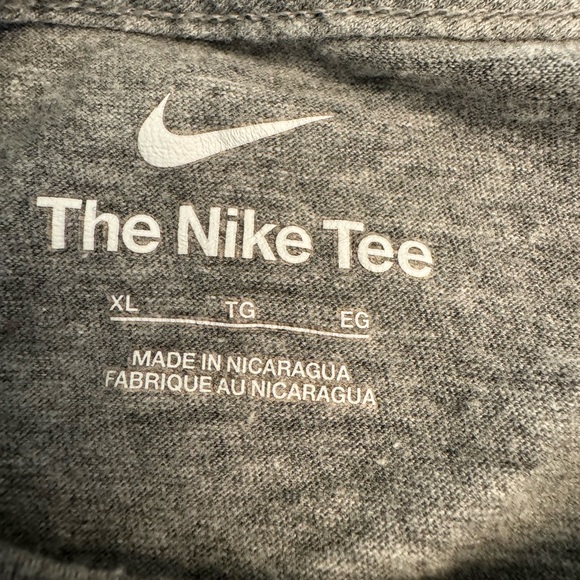 The Nike Tee
XL TG EG
MADE IN NICARAGUA
FABRIQUE AU NICARAGUA